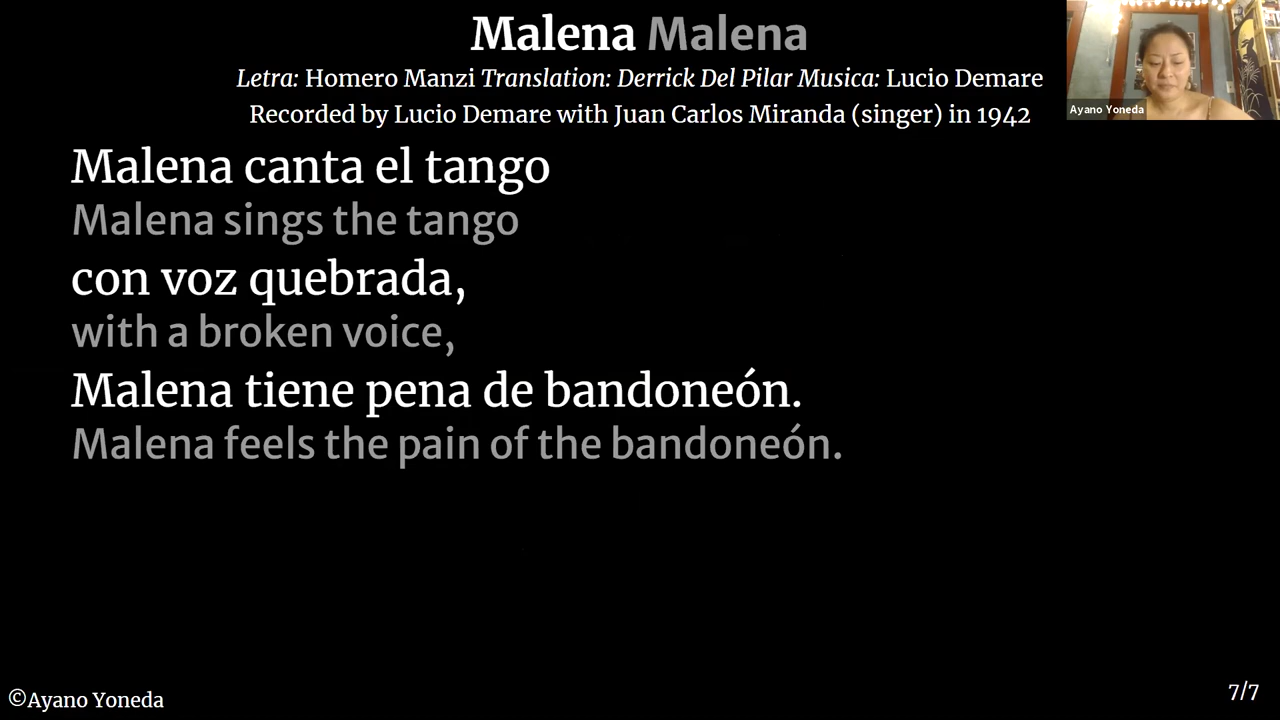 Malena Malena
Letra: Homero Manzi Translation: Derrick Del Pilar Musica: Lucio Demare
Recorded by Lucio Demare with Juan Carlos Miranda (singer) in 1942
Ayano Yoneda
Malena canta el tango
Malena sings the tango
con voz quebrada,
with a broken voice,
Malena tiene pena de bandoneón.
Malena feels the pain of the bandoneón.
©Ayano Yoneda
7/7